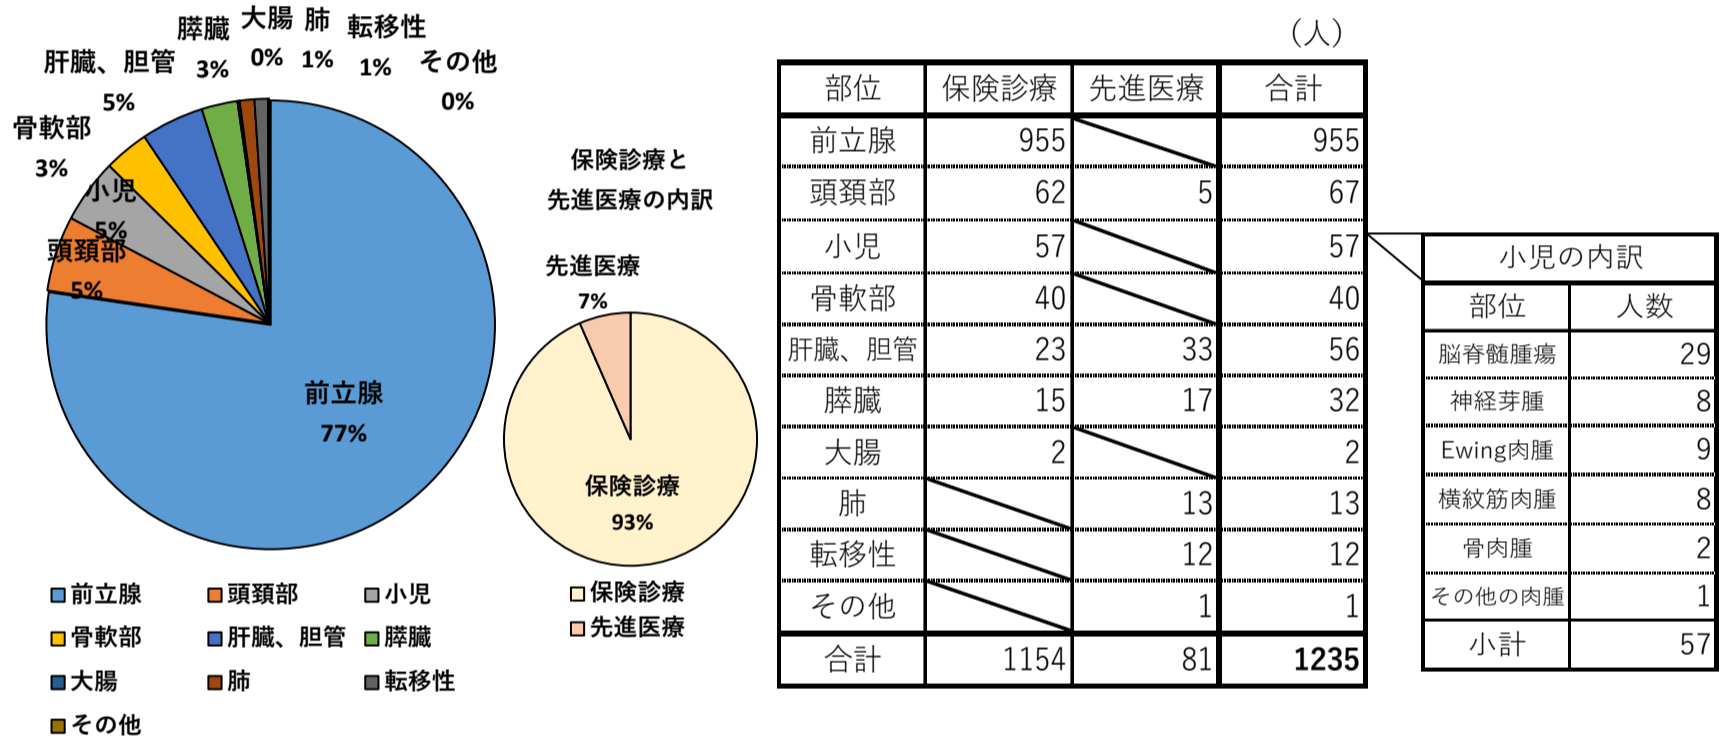 大腸 肺 転移性
膵臓
0% 1% 1%
その他
肝臓、胆管
3%
0%
5%
骨軟部
3%
小児
5%
頭頚部
5%
前立腺
77%
前立腺 頭頚部 小児
骨軟部 肝臓、胆管 膵臓
大腸 肺 転移性
その他
保険診療と
先進医療の内訳
先進医療
7%
保険診療
93%
保険診療
先進医療
（人）
部位 保険診療 先進医療 合計
前立腺 955 955
頭頚部 62 5 67
小児 57 57
骨軟部 40 40
肝臓、胆管 23 33 56
膵臓 15 17 32
大腸 2 2
肺 13 13
転移性 12 12
その他 1 1
合計 1154 81 1235
小児の内訳
部位 人数
脳脊髄腫瘍 29
神経芽腫 8
Ewing肉腫 9
横紋筋肉腫 8
骨肉腫 2
その他の肉腫 1
小計 57